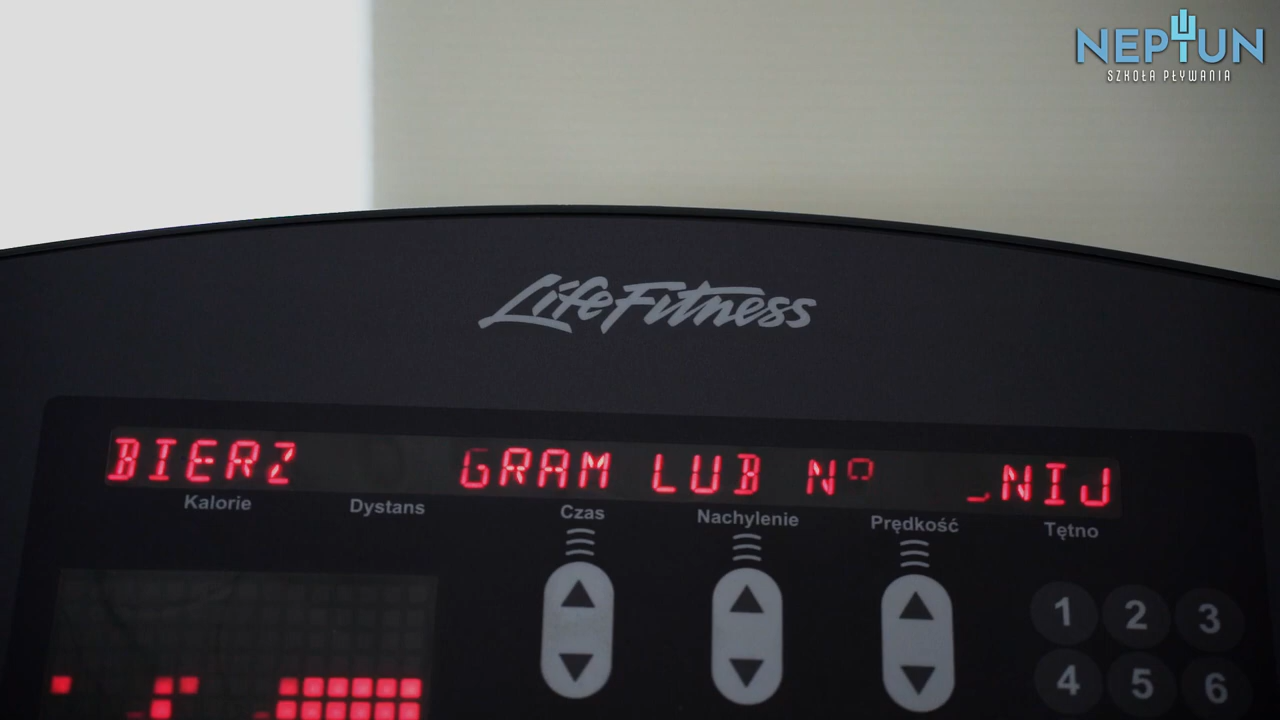 NEPTUN
SZKOŁA PŁYWANIA
LifeFitness
BIERZ GRAM LUB NIJ
Kalorie Dystans Czas Nachylenie Prędkość Tętno
1 2 3
4 5 6